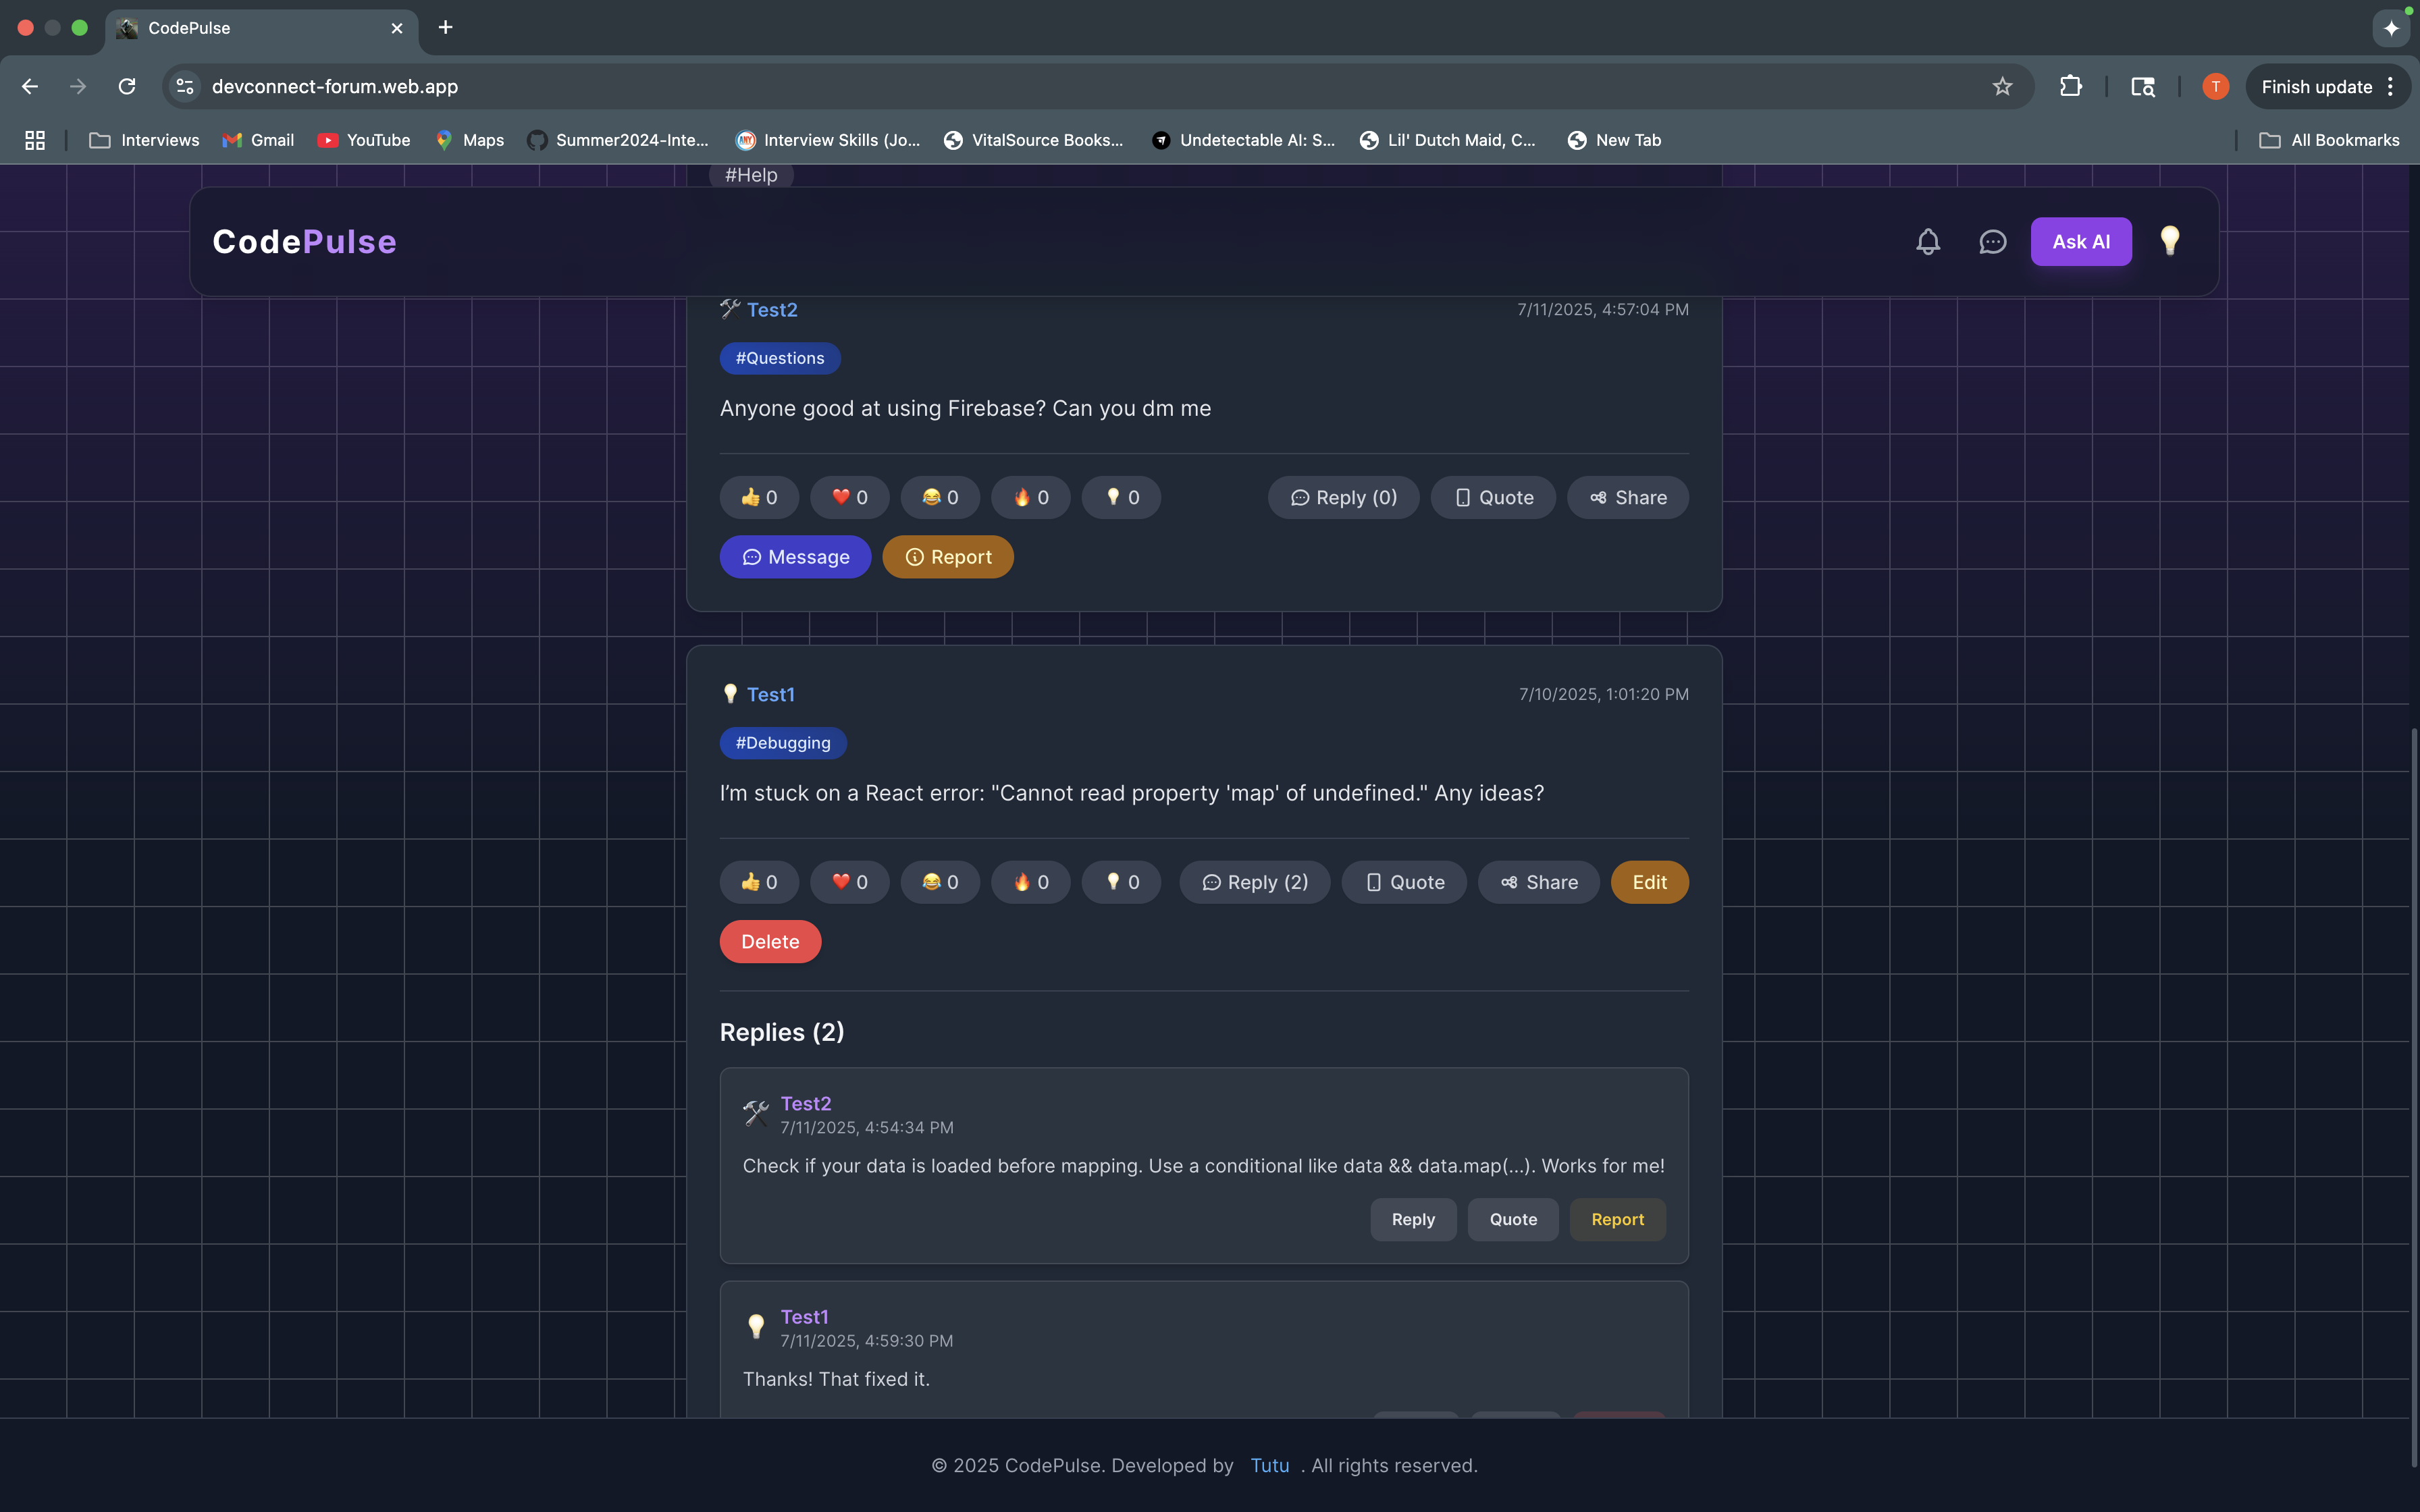 CodePulse
devconnect-forum.web.app
T
Finish update
Interviews
Gmail
YouTube
Maps
Summer2024-Inte...
Interview Skills (Jo...
VitalSource Books...
Undetectable AI: S...
Lil' Dutch Maid, C...
New Tab
All Bookmarks
#Help
CodePulse
Ask AI
Test2
7/11/2025, 4:57:04 PM
#Questions
Anyone good at using Firebase? Can you dm me
👍 0
❤️ 0
😂 0
🔥 0
💡 0
Reply (0)
Quote
Share
Message
Report
Test1
7/10/2025, 1:01:20 PM
#Debugging
I’m stuck on a React error: "Cannot read property 'map' of undefined." Any ideas?
👍 0
❤️ 0
😂 0
🔥 0
💡 0
Reply (2)
Quote
Share
Edit
Delete
Replies (2)
Test2
7/11/2025, 4:54:34 PM
Check if your data is loaded before mapping. Use a conditional like data && data.map(...). Works for me!
Reply
Quote
Report
Test1
7/11/2025, 4:59:30 PM
Thanks! That fixed it.
© 2025 CodePulse. Developed by Tutu . All rights reserved.